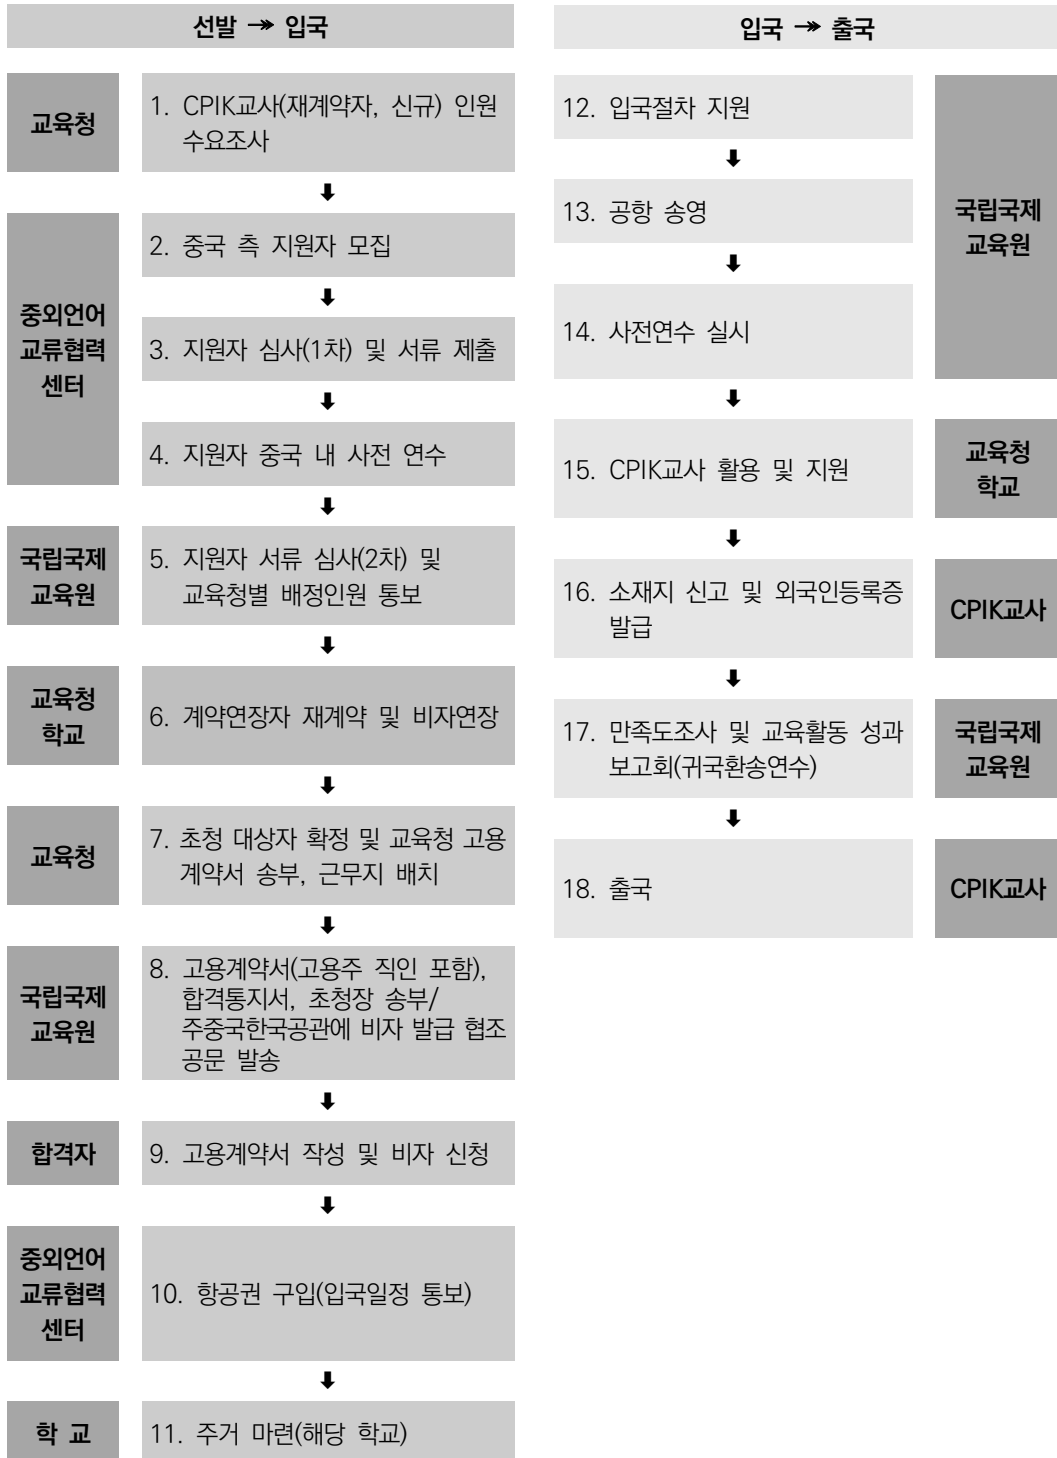 선발 ↠ 입국
교육청
1. CPIK교사(재계약자, 신규) 인원
수요조사
⬇
중외언어
교류협력
센터
2. 중국 측 지원자 모집
⬇
3. 지원자 심사(1차) 및 서류 제출
⬇
4. 지원자 중국 내 사전 연수
⬇
국립국제
교육원
5. 지원자 서류 심사(2차) 및
교육청별 배정인원 통보
⬇
교육청
학교
6. 계약연장자 재계약 및 비자연장
⬇
교육청
7. 초청 대상자 확정 및 교육청 고용
계약서 송부, 근무지 배치
⬇
국립국제
교육원
8. 고용계약서(고용주 직인 포함),
합격통지서, 초청장 송부/
주중국한국공관에 비자 발급 협조
공문 발송
⬇
합격자
9. 고용계약서 작성 및 비자 신청
⬇
중외언어
교류협력
센터
10. 항공권 구입(입국일정 통보)
⬇
학 교
11. 주거 마련(해당 학교)
입국 ↠ 출국
12. 입국절차 지원
⬇
13. 공항 송영
⬇
14. 사전연수 실시
국립국제
교육원
⬇
15. CPIK교사 활용 및 지원
교육청
학교
⬇
16. 소재지 신고 및 외국인등록증
발급
CPIK교사
⬇
17. 만족도조사 및 교육활동 성과
보고회(귀국환송연수)
국립국제
교육원
⬇
18. 출국
CPIK교사